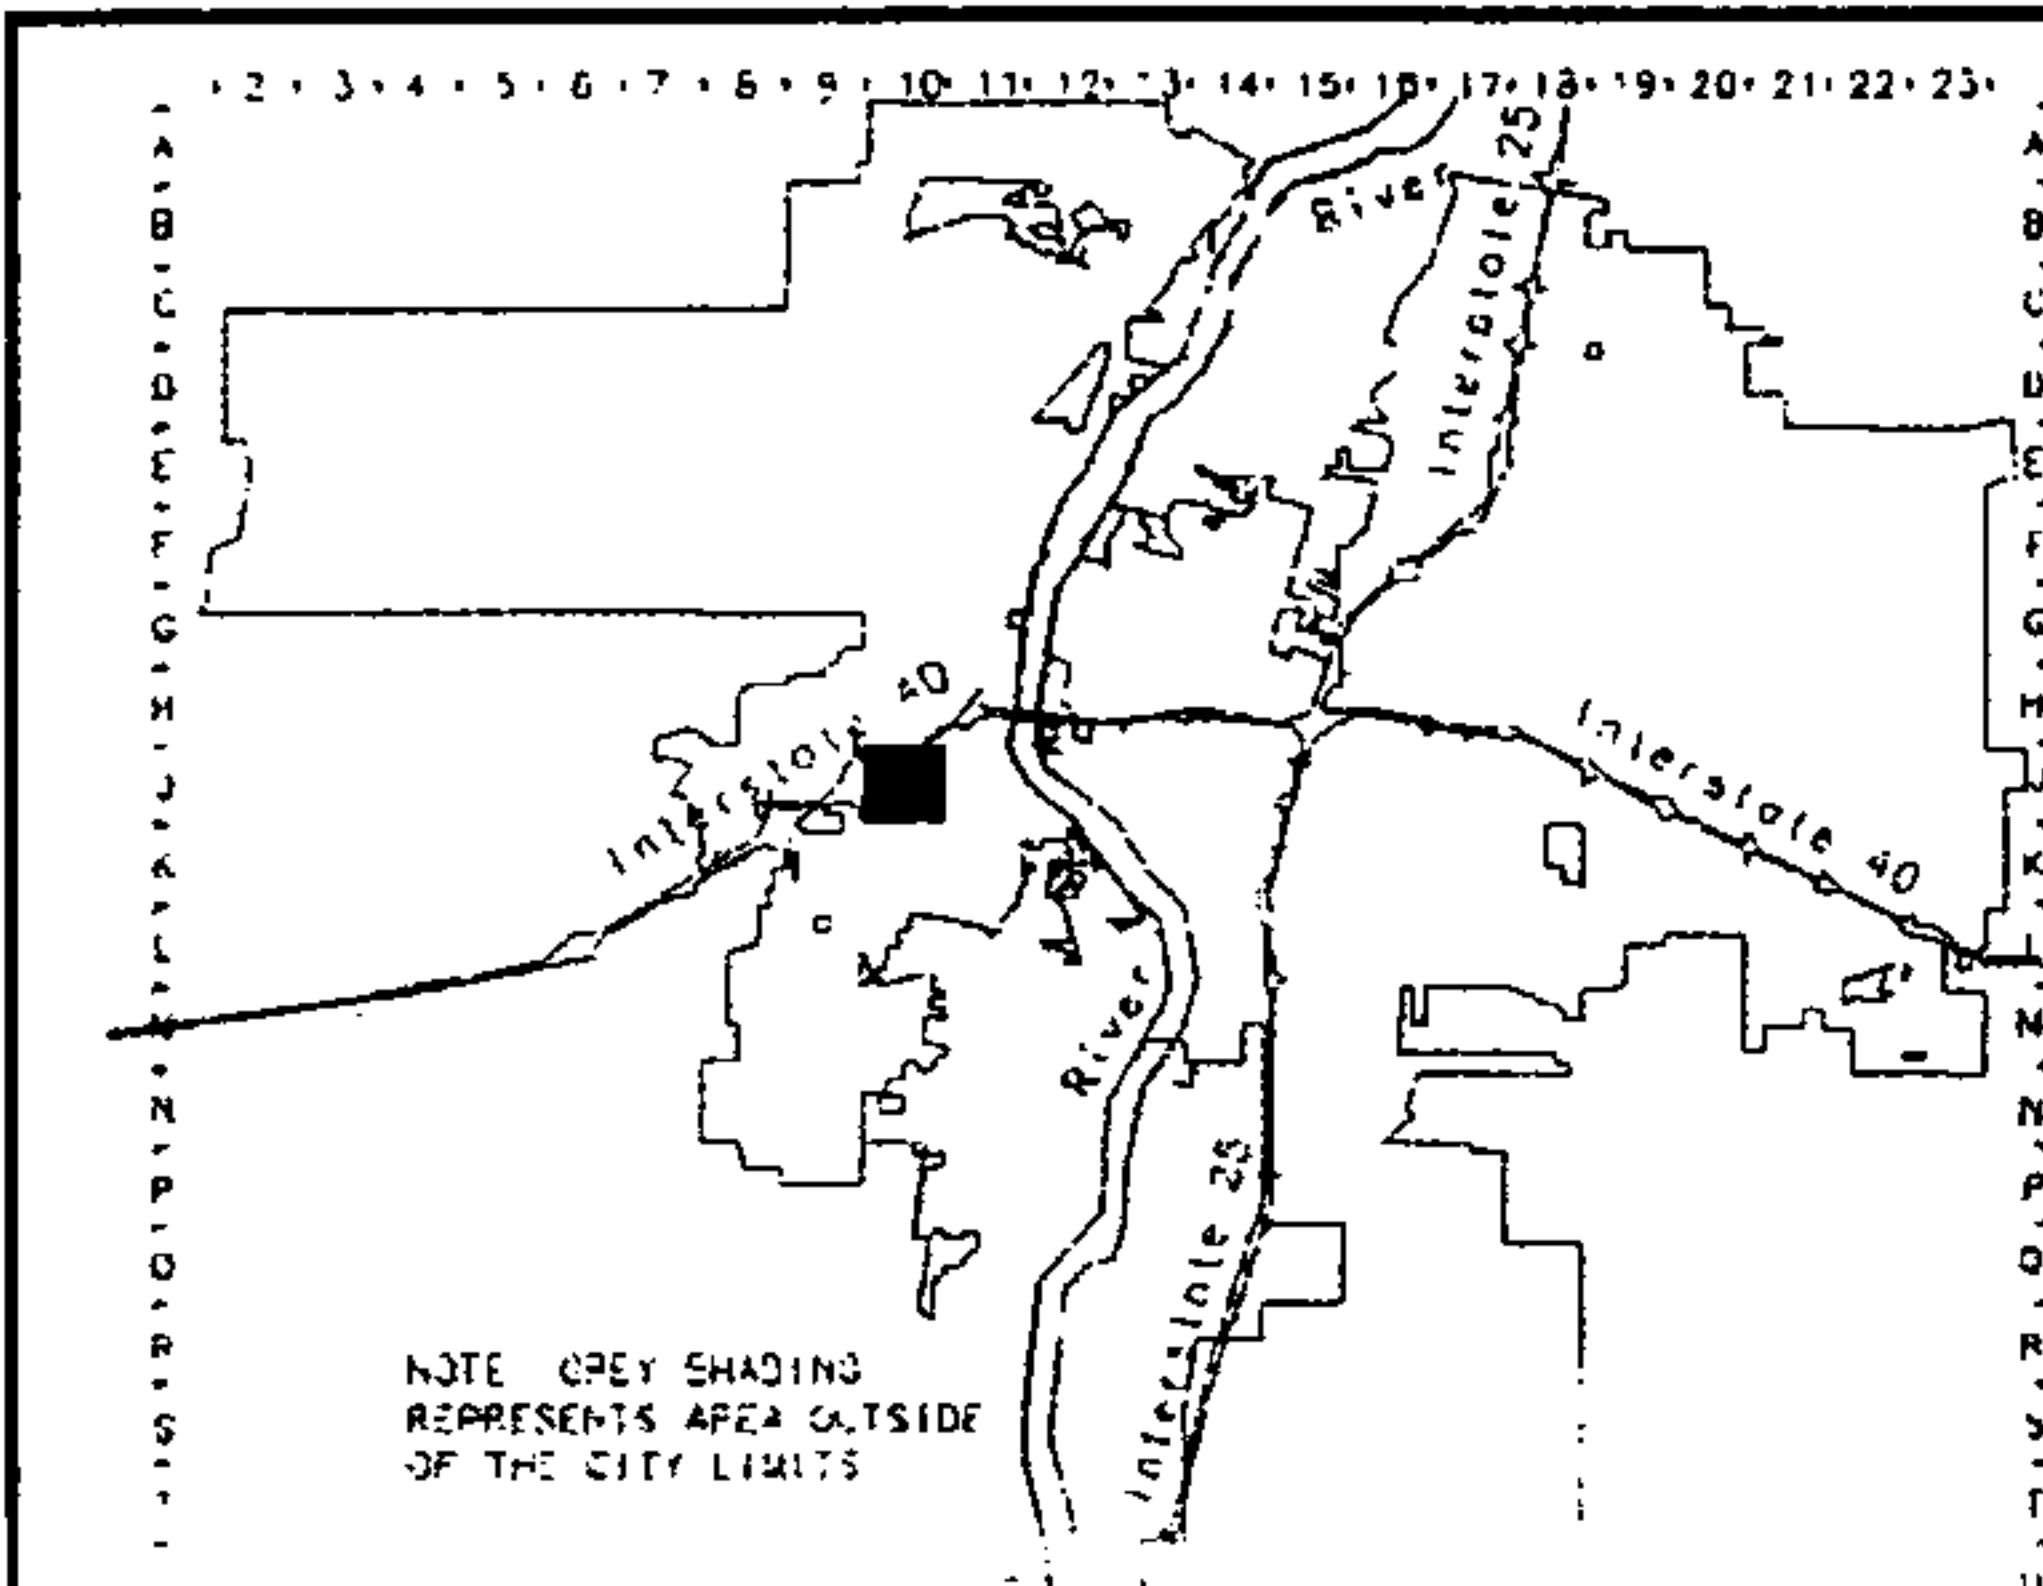 2 3 4 5 6 7 8 9 10 11 12 13 14 15 16 17 18 19 20 21 22 23
A A
B B
C C
D D
E E
F F
G G
H H
J J
K K
L L
M M
N N
P P
Q Q
R R
S S
T T
River
Interstate 25
Interstate 40
Interstate 40
River
Interstate 25
NOTE GREY SHADING
REPRESENTS AREA OUTSIDE
OF THE CITY LIMITS